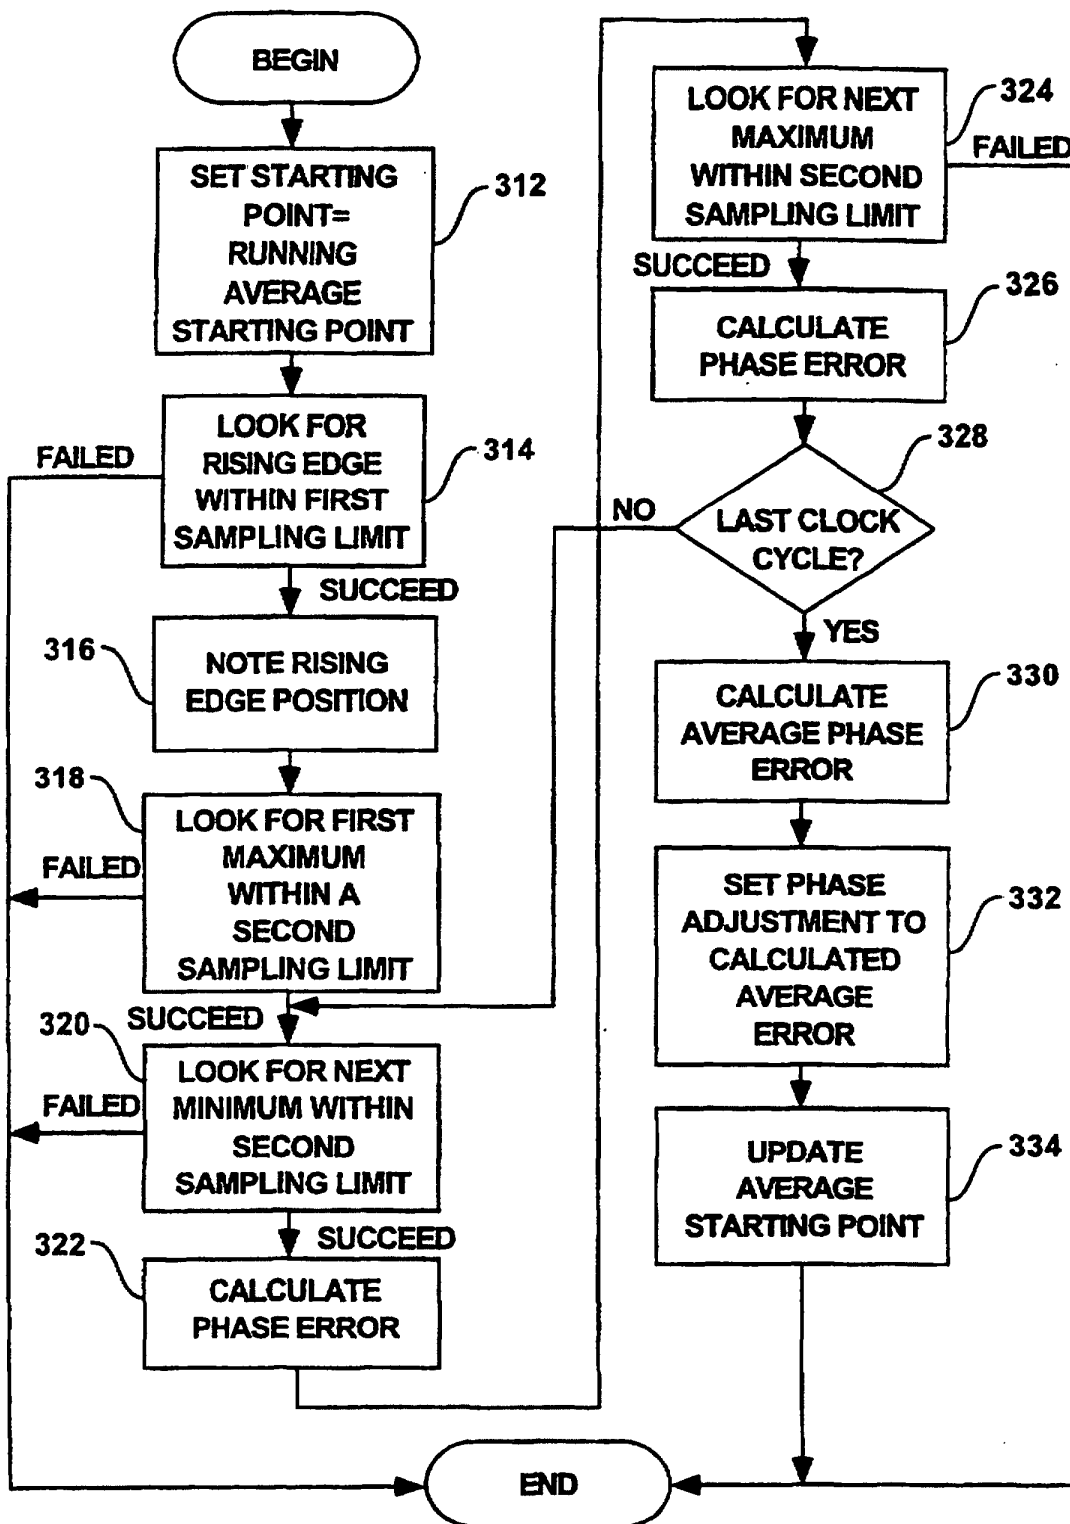 BEGIN
SET STARTING
POINT=
RUNNING
AVERAGE
STARTING POINT
312
LOOK FOR
RISING EDGE
WITHIN FIRST
SAMPLING LIMIT
314
FAILED
SUCCEED
316
NOTE RISING
EDGE POSITION
318
LOOK FOR FIRST
MAXIMUM
WITHIN A
SECOND
SAMPLING LIMIT
FAILED
SUCCEED
320
LOOK FOR NEXT
MINIMUM WITHIN
SECOND
SAMPLING LIMIT
FAILED
SUCCEED
322
CALCULATE
PHASE ERROR
LOOK FOR NEXT
MAXIMUM
WITHIN SECOND
SAMPLING LIMIT
324
FAILED
SUCCEED
326
CALCULATE
PHASE ERROR
328
LAST CLOCK
CYCLE?
NO
YES
330
CALCULATE
AVERAGE PHASE
ERROR
SET PHASE
ADJUSTMENT TO
CALCULATED
AVERAGE
ERROR
332
UPDATE
AVERAGE
STARTING POINT
334
END